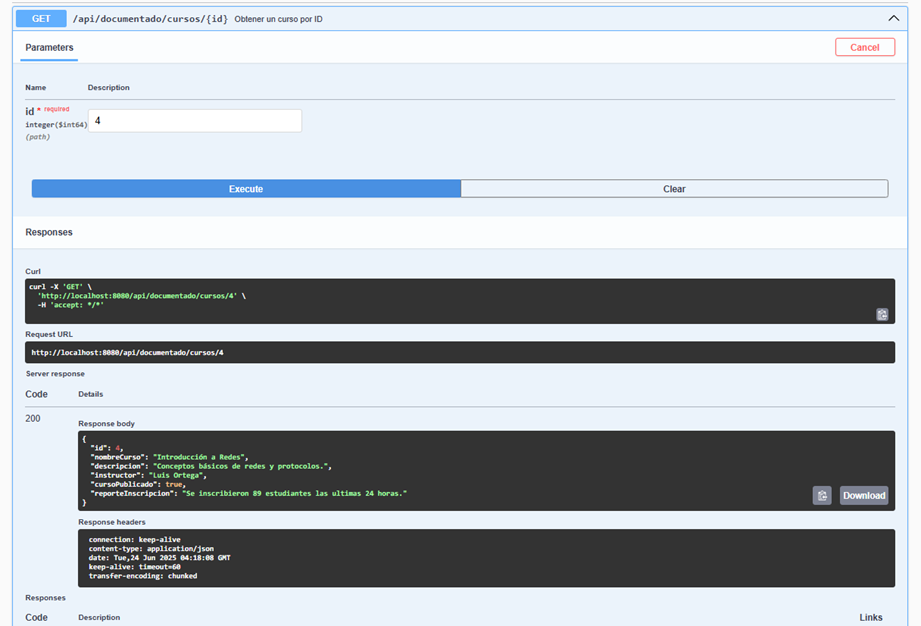 GET /api/documentado/cursos/{id} Obtener un curso por ID
Parameters
Cancel
Name Description
id * required
integer($int64)
(path)
4
Execute Clear
Responses
Curl
curl -X 'GET' \
'http://localhost:8080/api/documentado/cursos/4' \
-H 'accept: */*'
Request URL
http://localhost:8080/api/documentado/cursos/4
Server response
Code Details
200
Response body
{
"id": 4,
"nombreCurso": "Introducción a Redes",
"descripcion": "Conceptos básicos de redes y protocolos.",
"instructor": "Luis Ortega",
"cursoPublicado": true,
"reporteInscripcion": "Se inscribieron 89 estudiantes las ultimas 24 horas."
}
Download
Response headers
connection: keep-alive
content-type: application/json
date: Tue,24 Jun 2025 04:18:08 GMT
keep-alive: timeout=60
transfer-encoding: chunked
Responses
Code Description Links